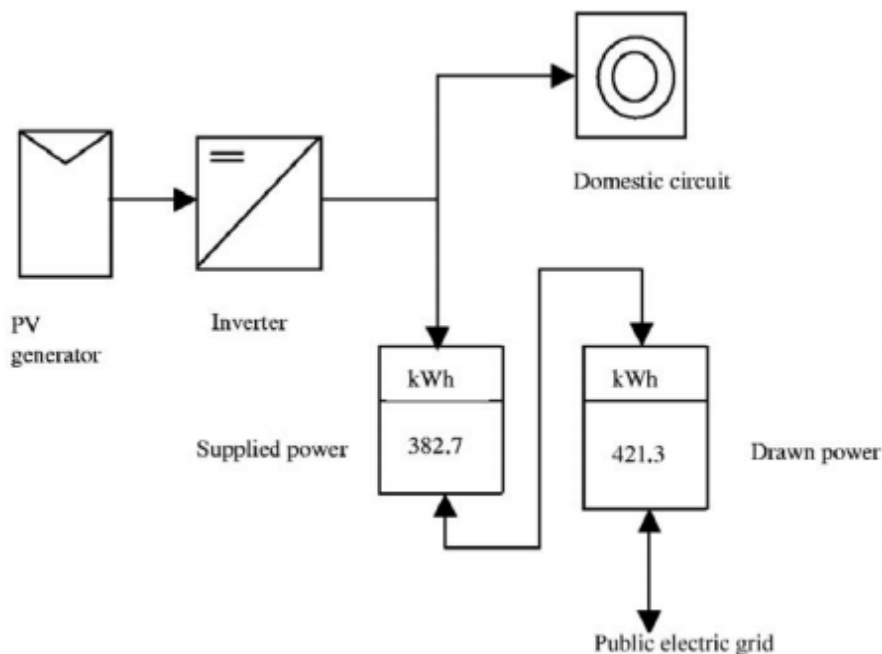 Domestic circuit
PV
generator
Inverter
kWh
kWh
Supplied power
382.7
421.3
Drawn power
Public electric grid